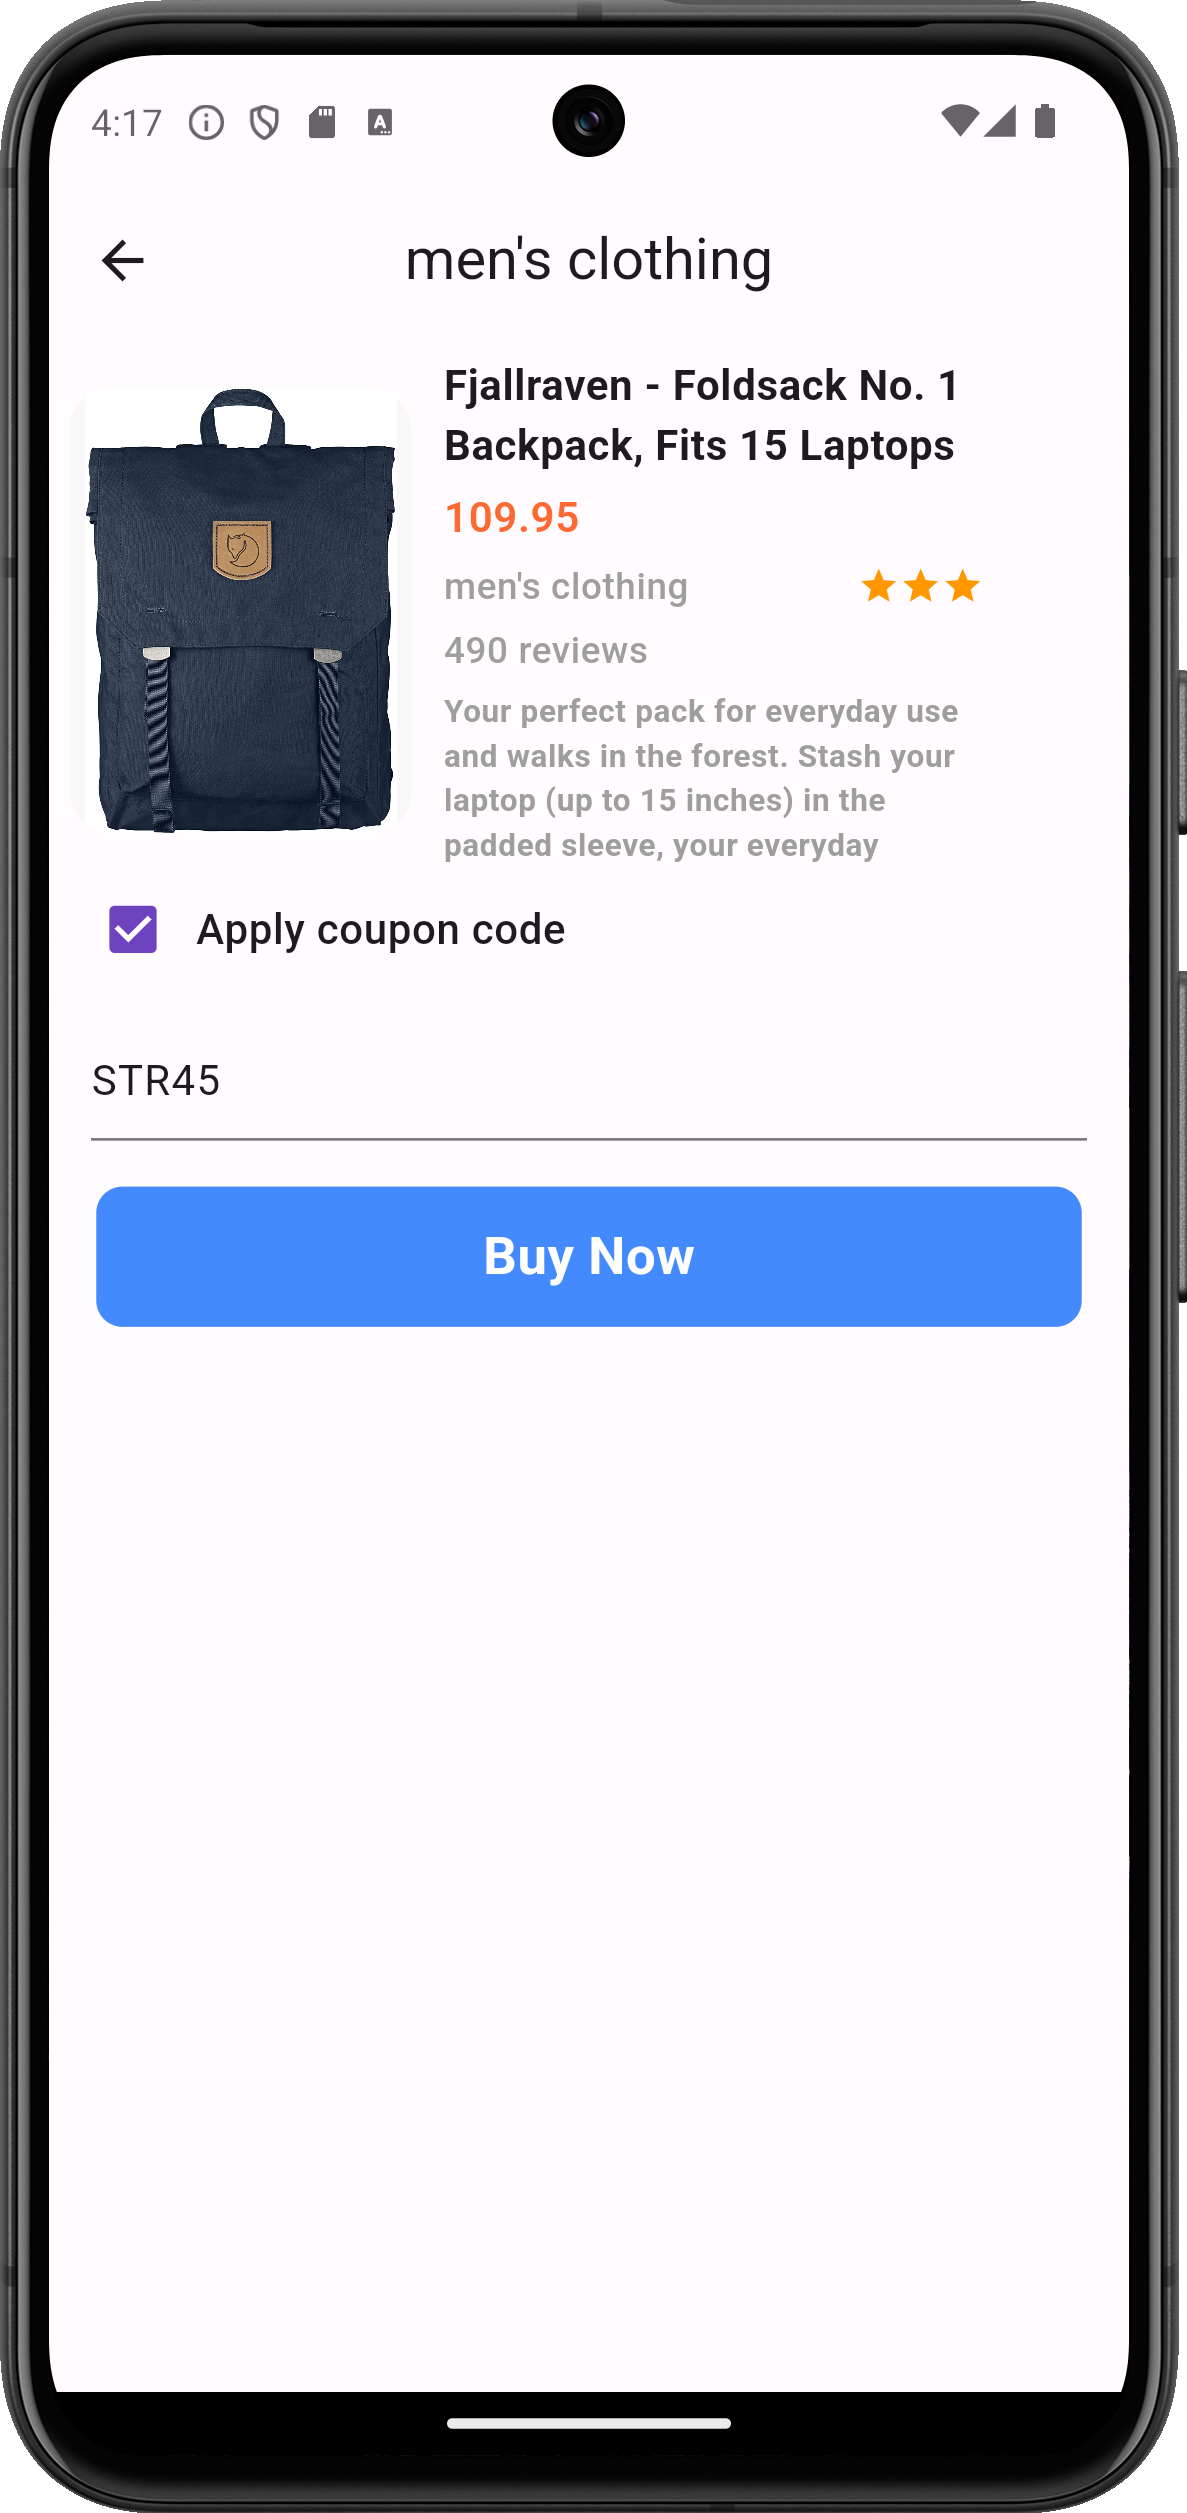 4:17
men's clothing
Fjallraven - Foldsack No. 1
Backpack, Fits 15 Laptops
109.95
men's clothing
490 reviews
Your perfect pack for everyday use
and walks in the forest. Stash your
laptop (up to 15 inches) in the
padded sleeve, your everyday
Apply coupon code
STR45
Buy Now